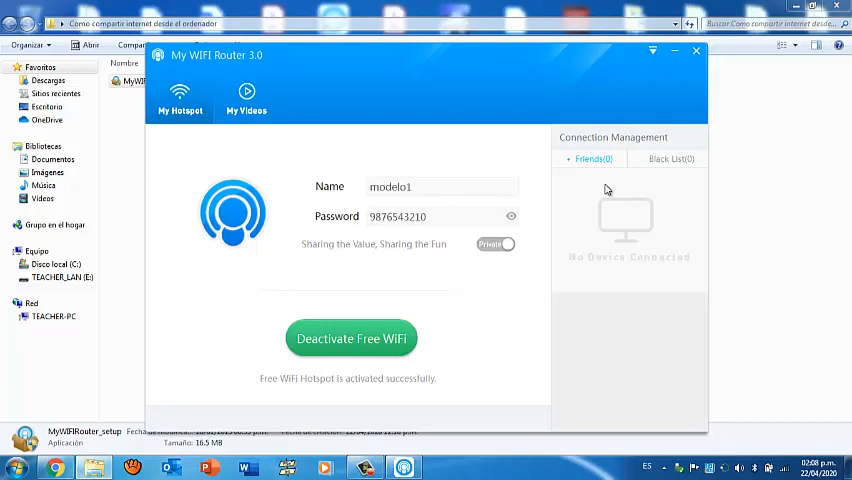 Como compartir internet desde el ordenador
Buscar Como compartir internet desde el ordenador
Organizar
Abrir
Nombre
Favoritos
Descargas
Sitios recientes
Escritorio
OneDrive
Bibliotecas
Documentos
Imágenes
Música
Vídeos
Grupo en el hogar
Equipo
Disco local (C:)
TEACHER_LAN (E:)
Red
TEACHER-PC
My WIFI Router 3.0
My Hotspot
My Videos
Name
modelo1
Password
9876543210
Sharing the Value, Sharing the Fun
Private
Deactivate Free WiFi
Free WiFi Hotspot is activated successfully.
Connection Management
+ Friends(0)
Black List(0)
No Device Connected
MyWIFIRouter_setup
Aplicación
Tamaño: 16.5 MB
ES
02:08 p.m.
22/04/2020